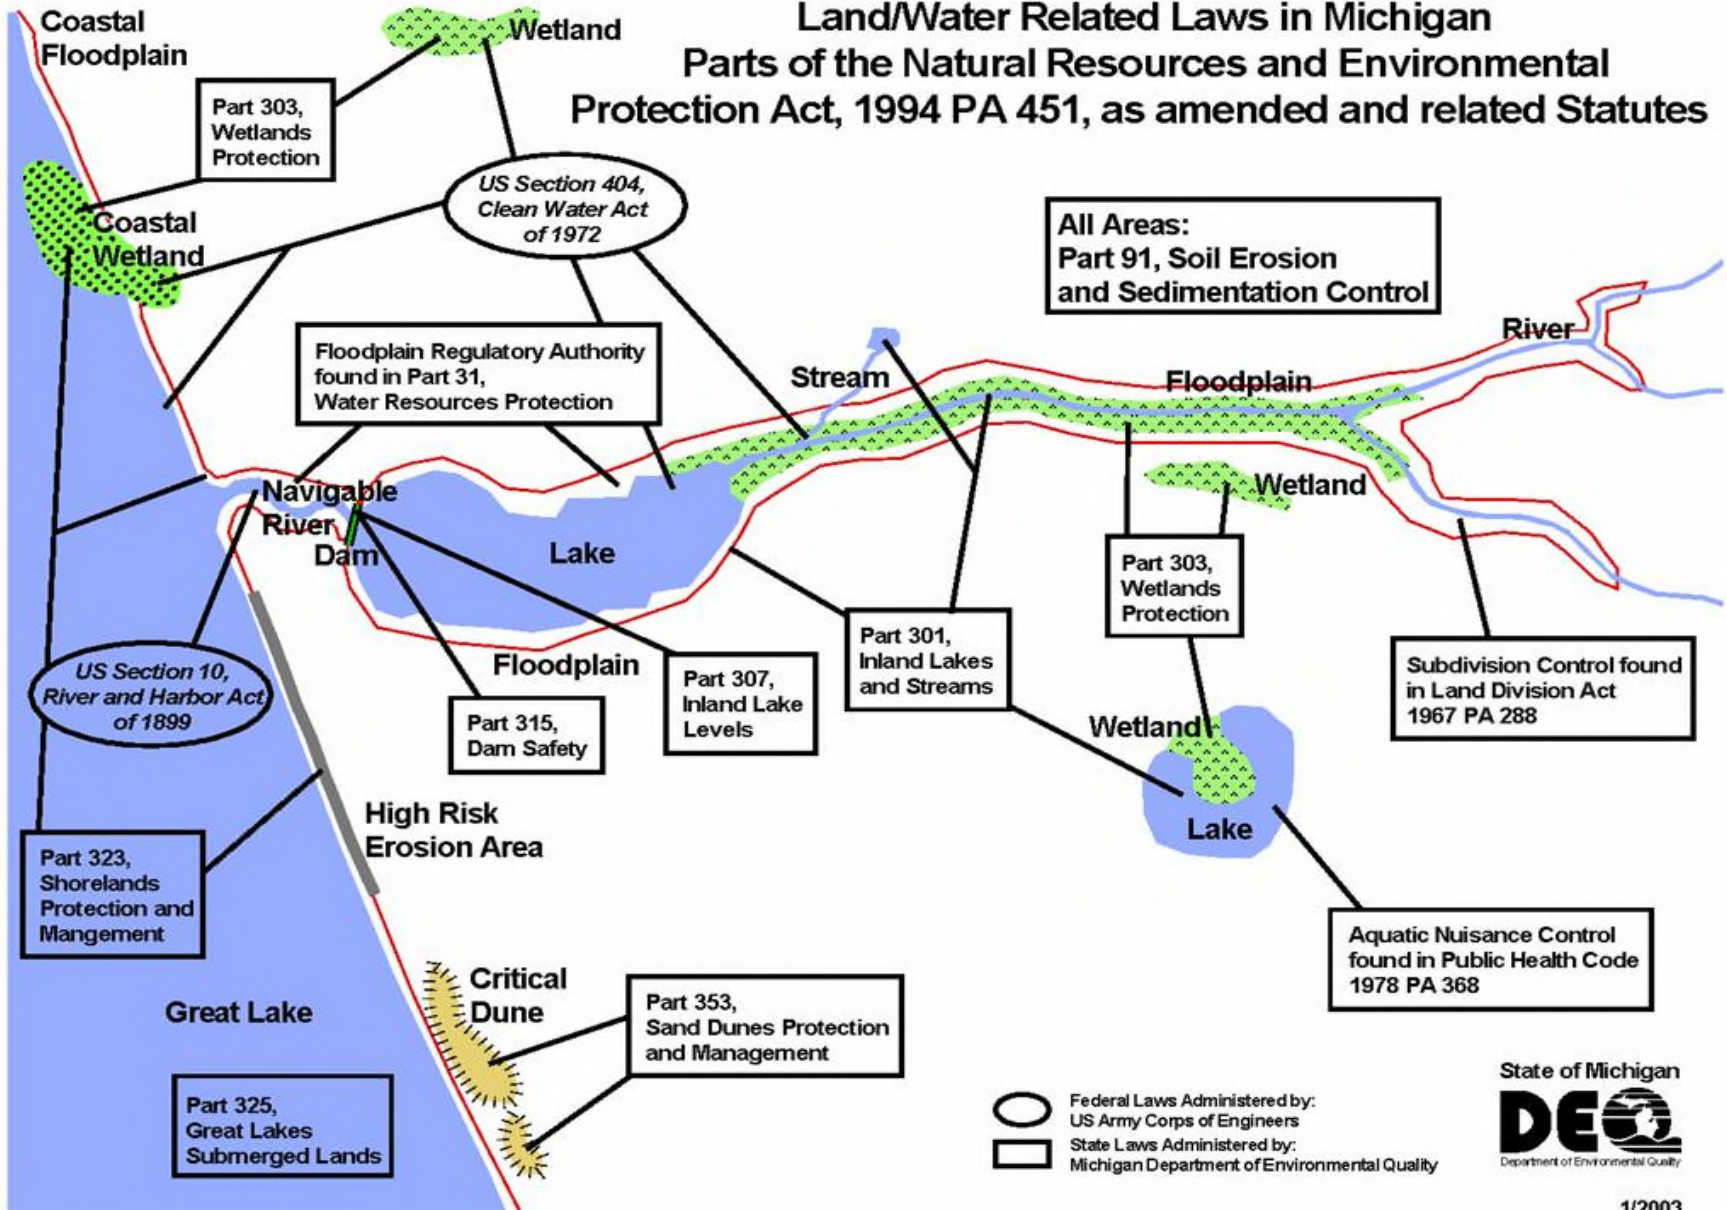 Land/Water Related Laws in Michigan
Parts of the Natural Resources and Environmental
Protection Act, 1994 PA 451, as amended and related Statutes
Coastal
Floodplain
Wetland
Part 303,
Wetlands
Protection
US Section 404,
Clean Water Act
of 1972
Coastal
Wetland
All Areas:
Part 91, Soil Erosion
and Sedimentation Control
Floodplain Regulatory Authority
found in Part 31,
Water Resources Protection
Stream
Floodplain
River
Navigable
River
Dam
Lake
Wetland
Part 303,
Wetlands
Protection
Part 301,
Inland Lakes
and Streams
Subdivision Control found
in Land Division Act
1967 PA 288
US Section 10,
River and Harbor Act
of 1899
Floodplain
Part 307,
Inland Lake
Levels
Part 315,
Dam Safety
Wetland
Lake
High Risk
Erosion Area
Part 323,
Shorelands
Protection and
Mangement
Aquatic Nuisance Control
found in Public Health Code
1978 PA 368
Critical
Dune
Part 353,
Sand Dunes Protection
and Management
Great Lake
Part 325,
Great Lakes
Submerged Lands
Federal Laws Administered by:
US Army Corps of Engineers
State Laws Administered by:
Michigan Department of Environmental Quality
State of Michigan
DEQ
Department of Environmental Quality
1/2003